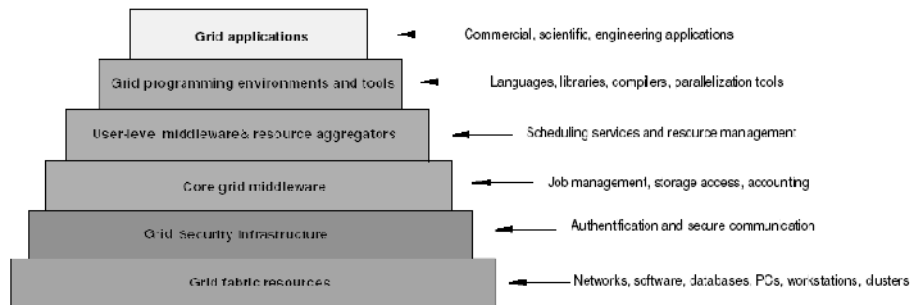 Grid applications
Commercial, scientific, engineering applications
Grid programming environments and tools
Languages, libraries, compilers, parallelization tools
User-level middleware & resource aggregators
Scheduling services and resource management
Core grid middleware
Job management, storage access, accounting
Grid Security Infrastructure
Authentification and secure communication
Grid fabric resources
Networks, software, databases, PCs, workstations, clusters